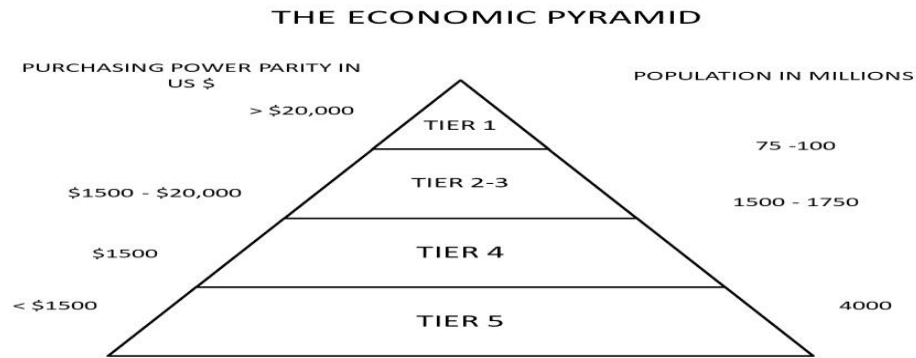 THE ECONOMIC PYRAMID
PURCHASING POWER PARITY IN
US $
POPULATION IN MILLIONS
> $20,000
TIER 1
75 -100
$1500 - $20,000
TIER 2-3
1500 - 1750
$1500
TIER 4
< $1500
TIER 5
4000